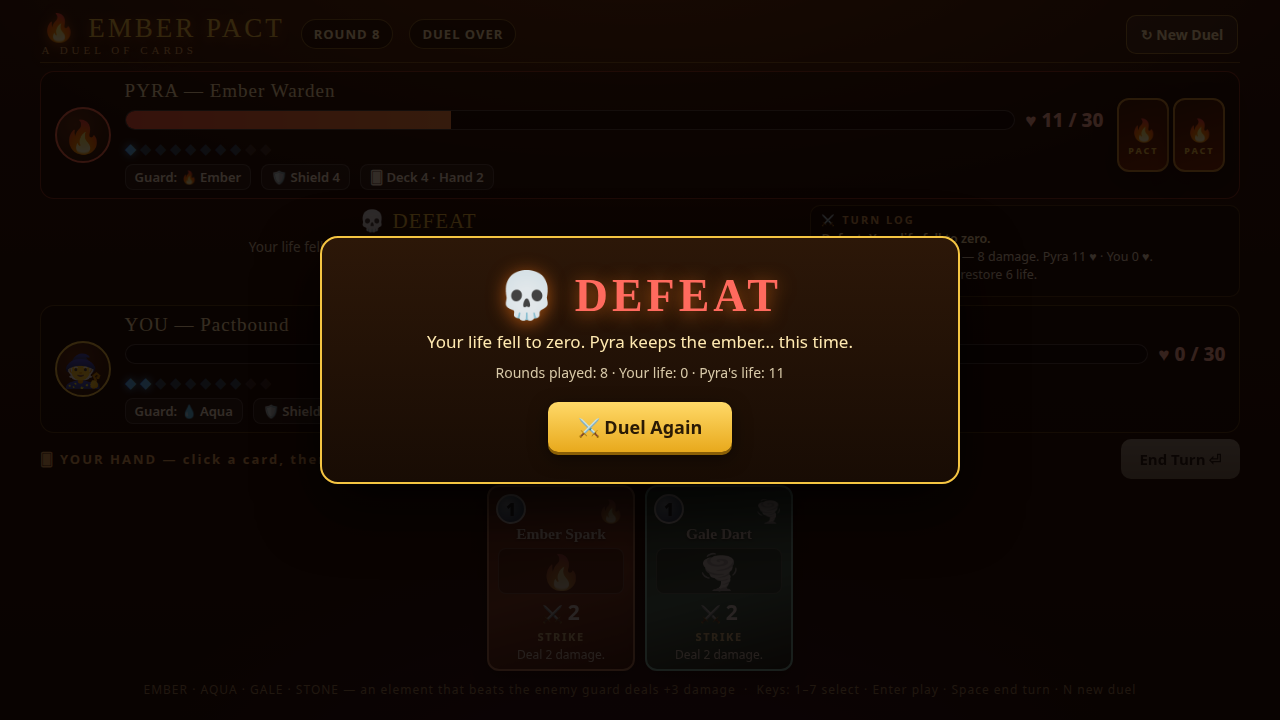 EMBER PACT
A DUEL OF CARDS
ROUND 8
DUEL OVER
↻ New Duel
PYRA — Ember Warden
♥ 11 / 30
PACT
PACT
Guard: 🔥 Ember
🛡️ Shield 4
🂠 Deck 4 · Hand 2
💀 DEFEAT
Your life fell
⚔ TURN LOG
zero.
— 8 damage. Pyra 11 ♥ · You 0 ♥.
restore 6 life.
💀 DEFEAT
Your life fell to zero. Pyra keeps the ember… this time.
Rounds played: 8 · Your life: 0 · Pyra's life: 11
⚔️ Duel Again
YOU — Pactbound
♥ 0 / 30
Guard: 💧 Aqua
🛡️ Shield
YOUR HAND — click a card, the
End Turn ⏎
1
Ember Spark
⚔ 2
STRIKE
Deal 2 damage.
1
Gale Dart
⚔ 2
STRIKE
Deal 2 damage.
EMBER · AQUA · GALE · STONE — an element that beats the enemy guard deals +3 damage · Keys: 1–7 select · Enter play · Space end turn · N new duel